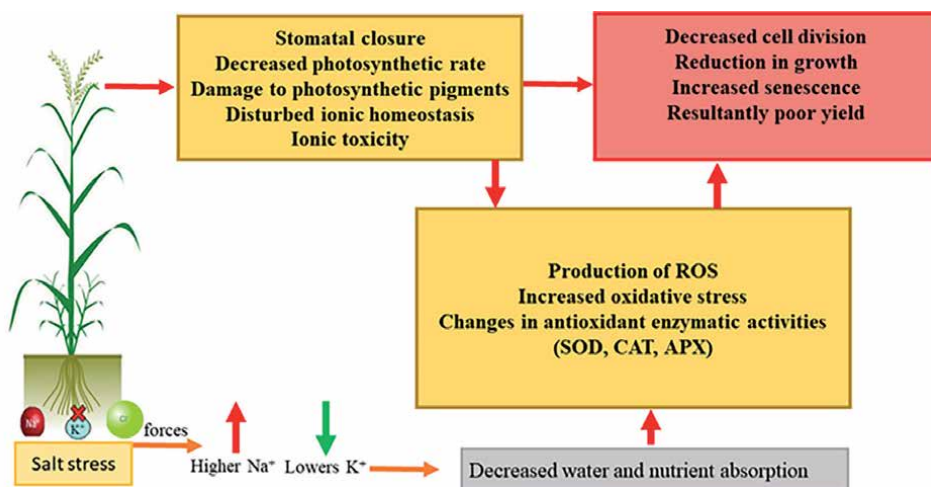 Stomatal closure
Decreased photosynthetic rate
Damage to photosynthetic pigments
Disturbed ionic homeostasis
Ionic toxicity
Decreased cell division
Reduction in growth
Increased senescence
Resultantly poor yield
Production of ROS
Increased oxidative stress
Changes in antioxidant enzymatic activities
(SOD, CAT, APX)
Na⁺
K⁺
Cl⁻
forces
Salt stress
Higher Na⁺
Lowers K⁺
Decreased water and nutrient absorption